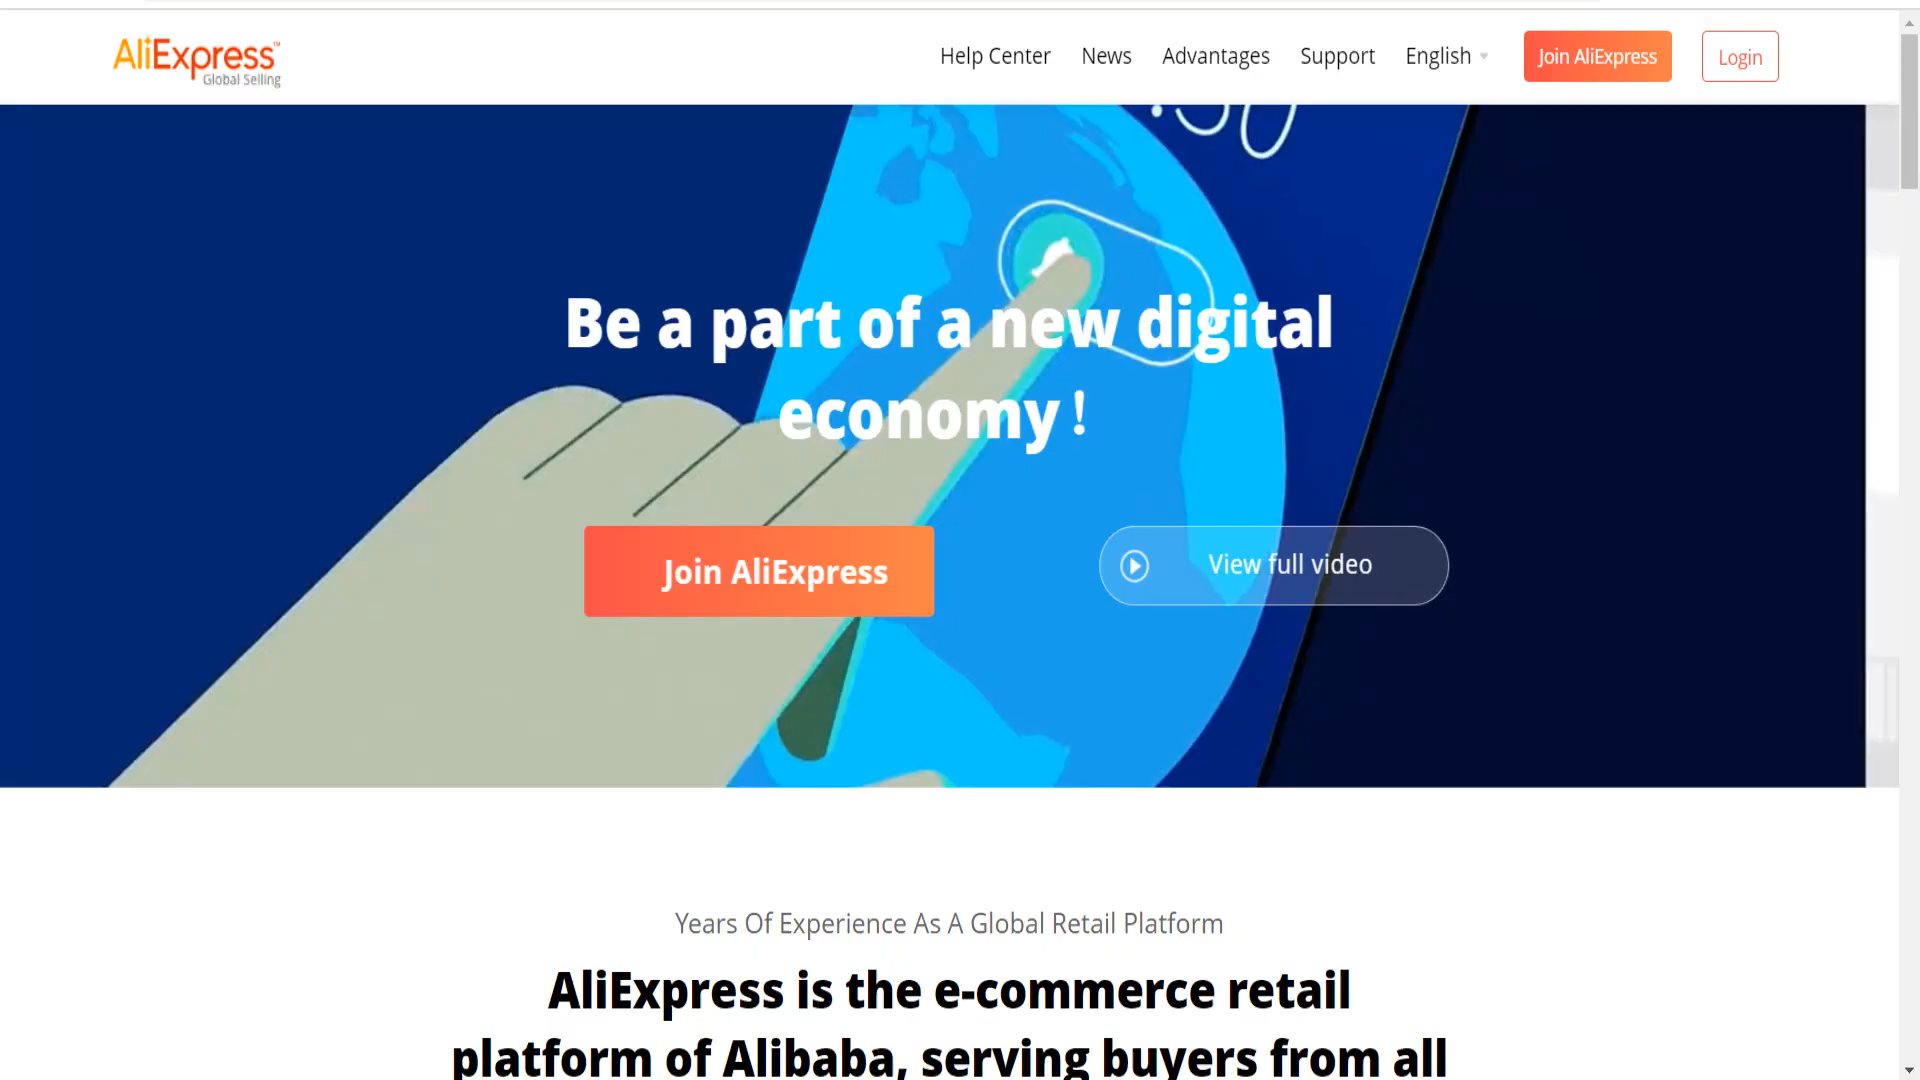 AliExpress™
Global Selling
Help Center News Advantages Support English Join AliExpress Login
:30
Be a part of a new digital
economy !
Join AliExpress View full video
Years Of Experience As A Global Retail Platform
AliExpress is the e-commerce retail
platform of Alibaba, serving buyers from all